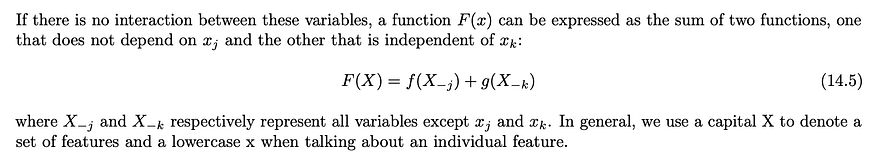 If there is no interaction between these variables, a function F(x) can be expressed as the sum of two functions, one
that does not depend on x_j and the other that is independent of x_k:
F(X) = f(X_{-j}) + g(X_{-k}) (14.5)
where X_{-j} and X_{-k} respectively represent all variables except x_j and x_k. In general, we use a capital X to denote a
set of features and a lowercase x when talking about an individual feature.